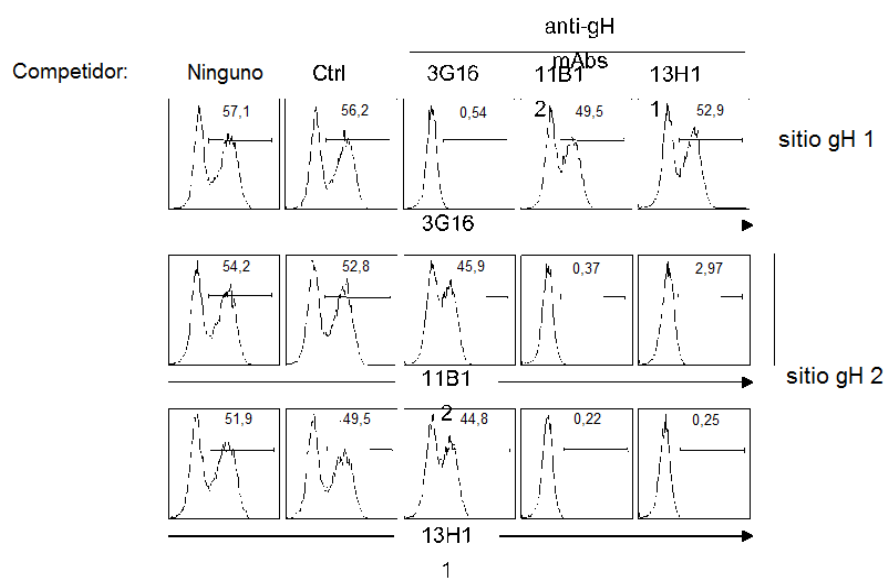 anti-gH
mAbs
Competidor: Ninguno Ctrl 3G16 11B1 13H1
2 1
57,1 56,2 0,54 49,5 52,9
sitio gH 1
3G16
54,2 52,8 45,9 0,37 2,97
11B1
2
sitio gH 2
51,9 49,5 44,8 0,22 0,25
13H1
1